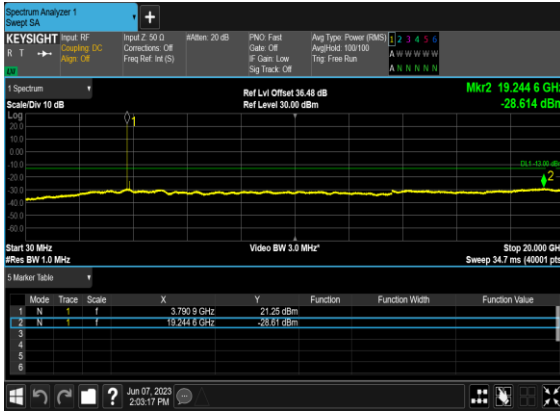 Spectrum Analyzer 1
Swept SA
+
KEYSIGHT Input: RF Input Z: 50 Ω #Atten: 20 dB PNO: Fast Avg Type: Power (RMS) 1 2 3 4 5 6
R T Coupling: DC Corrections: Off Gate: Off Avg|Hold: 100/100 A W W W W W
Align: Off Freq Ref: Int (S) IF Gain: Low Trig: Free Run
Sig Track: Off A N N N N N
1 Spectrum Ref Lvl Offset 36.48 dB Mkr2 19.244 6 GHz
Scale/Div 10 dB Ref Level 30.00 dBm -28.614 dBm
Log
1
20.0
10.0
0.00
-10.0
DL1 -13.00 dBm
-20.0
2
-30.0
-40.0
-50.0
-60.0
Start 30 MHz Video BW 3.0 MHz* Stop 20.000 GHz
#Res BW 1.0 MHz Sweep 34.7 ms (40001 pts)
5 Marker Table
Mode Trace Scale X Y Function Function Width Function Value
1 N 1 f 3.790 9 GHz 21.25 dBm
2 N 1 f 19.244 6 GHz -28.61 dBm
3
4
5
6
? Jun 07, 2023
2:03:17 PM